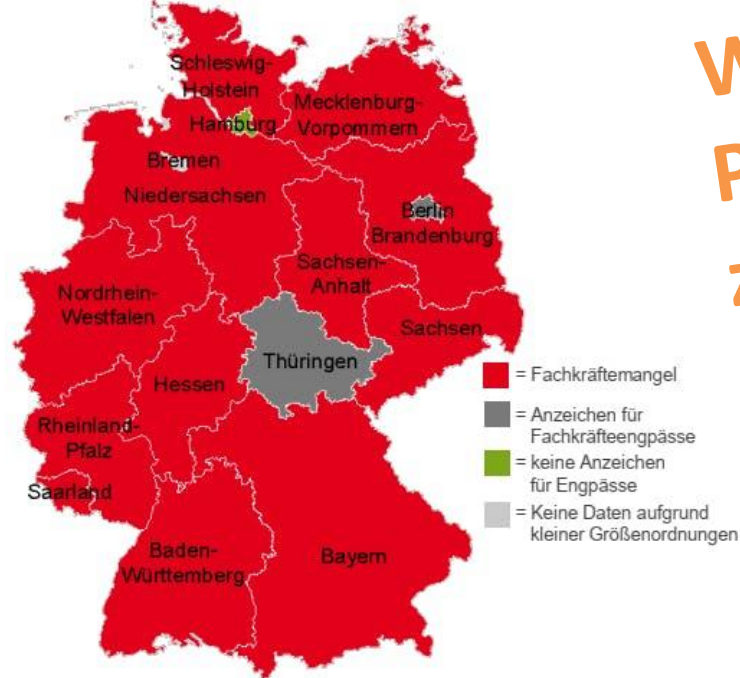 Schleswig-
Holstein
Mecklenburg-
Vorpommern
Hamburg
Bremen
Niedersachsen
Berlin
Brandenburg
Sachsen-
Anhalt
Nordrhein-
Westfalen
Sachsen
Thüringen
Hessen
Rheinland-
Pfalz
Saarland
Baden-
Württemberg
Bayern
= Fachkräftemangel
= Anzeichen für
Fachkräfteengpässe
= keine Anzeichen
für Engpässe
= Keine Daten aufgrund
kleiner Größenordnungen